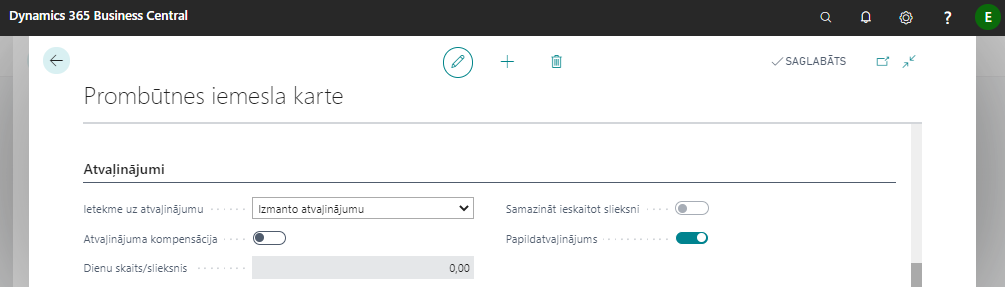 Dynamics 365 Business Central
?
E
SAGLABĀTS
Prombūtnes iemesla karte
Atvaļinājumi
Ietekme uz atvaļinājumu
Izmanto atvaļinājumu
Samazināt ieskaitot slieksni
Atvaļinājuma kompensācija
Papildatvaļinājums
Dienu skaits/slieksnis
0,00